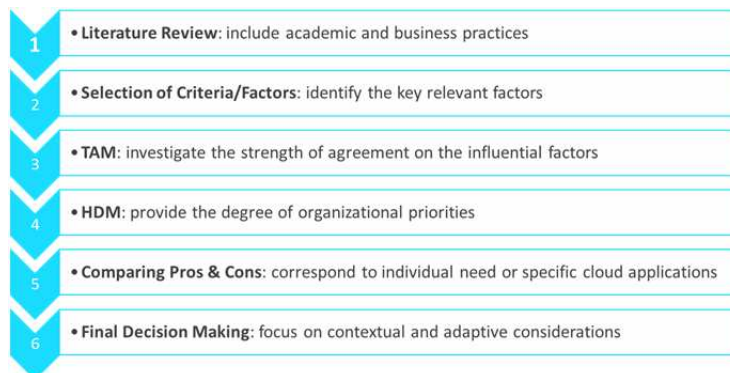 1
• Literature Review: include academic and business practices
2
• Selection of Criteria/Factors: identify the key relevant factors
3
• TAM: investigate the strength of agreement on the influential factors
4
• HDM: provide the degree of organizational priorities
5
• Comparing Pros & Cons: correspond to individual need or specific cloud applications
6
• Final Decision Making: focus on contextual and adaptive considerations